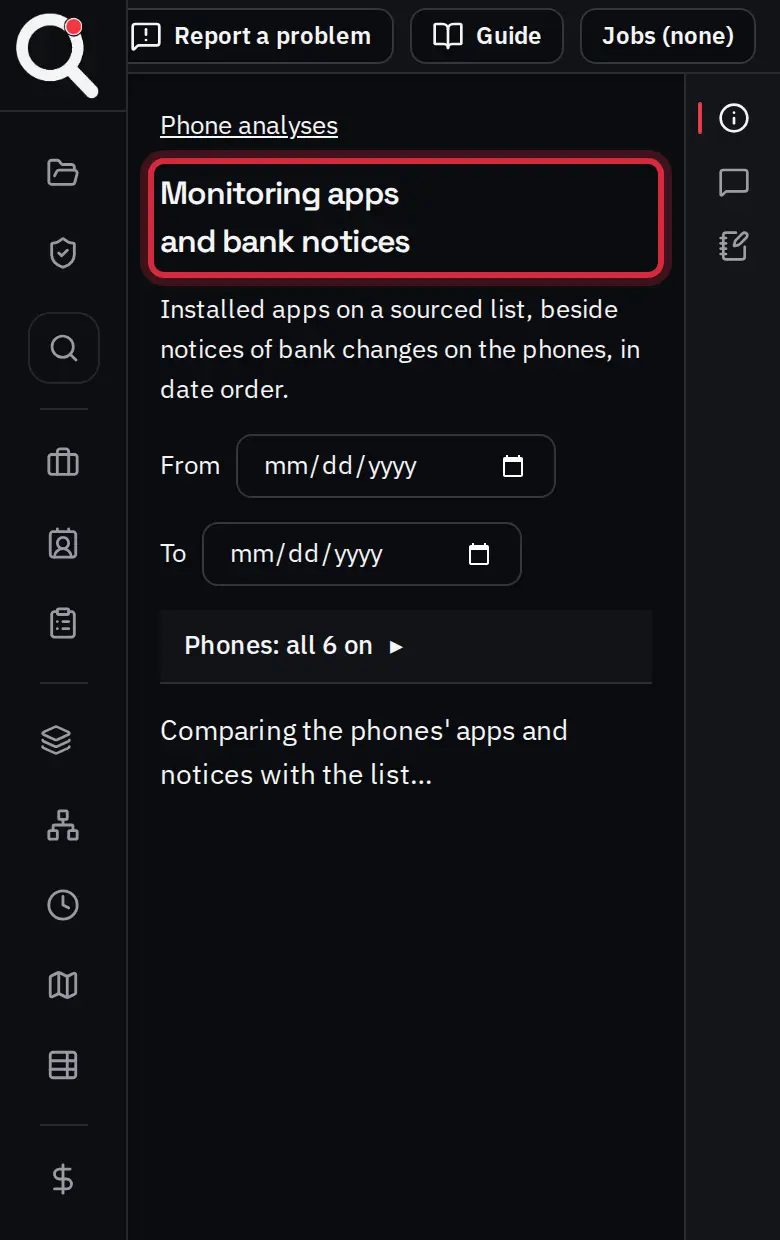 Report a problem
Guide
Jobs (none)
Phone analyses
Monitoring apps
and bank notices
Installed apps on a sourced list, beside
notices of bank changes on the phones, in
date order.
From mm/dd/yyyy
To mm/dd/yyyy
Phones: all 6 on ▸
Comparing the phones' apps and
notices with the list...